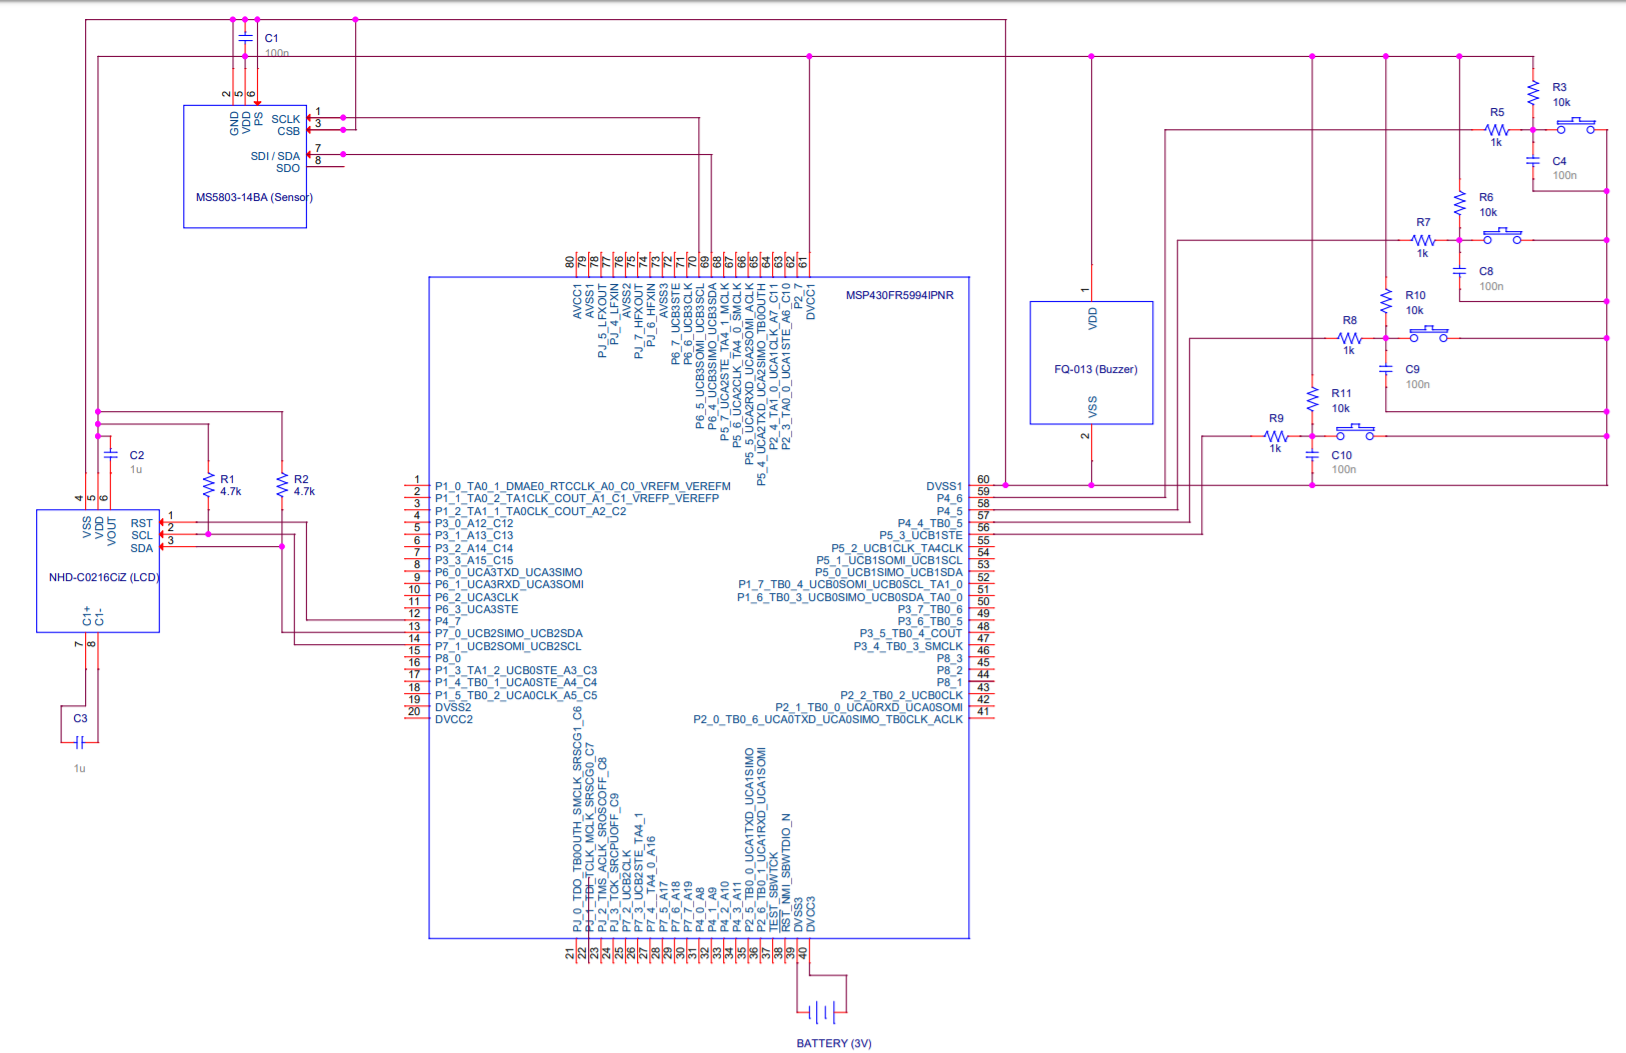 C1
100n
2
5
6
GND
VDD
PS
SCLK
CSB
SDI / SDA
SDO
1
3
7
8
MS5803-14BA (Sensor)
R3
10k
R5
1k
C4
100n
R6
10k
R7
1k
C8
100n
R10
10k
R8
1k
C9
100n
R11
10k
R9
1k
C10
100n
1
VDD
FQ-013 (Buzzer)
VSS
2
C2
1u
R1
4.7k
R2
4.7k
4
5
6
VSS
VDD
VOUT
RST
SCL
SDA
1
2
3
NHD-C0216CiZ (LCD)
C1+
C1-
7
8
C3
1u
MSP430FR5994IPNR
80 AVCC1
79 AVSS1
78 PJ_5_LFXOUT
77 PJ_4_LFXIN
76 AVSS2
75 PJ_7_HFXOUT
74 PJ_6_HFXIN
73 AVSS3
72 P6_7_UCB3STE
71 P6_6_UCB3CLK
70 P6_5_UCB3SOMI_UCB3SCL
69 P6_4_UCB3SIMO_UCB3SDA
68 P5_7_UCA2STE_TA4_1_MCLK
67 P5_6_UCA2CLK_TA4_0_SMCLK
66 P5_5_UCA2RXD_UCA2SOMI_ACLK
65 P5_4_UCA2TXD_UCA2SIMO_TB0OUTH
64 P2_4_TA1_0_UCA1CLK_A7_C11
63 P2_3_TA0_0_UCA1STE_A6_C10
62 P2_7
61 DVCC1
1 P1_0_TA0_1_DMAE0_RTCCLK_A0_C0_VREFM_VEREFM
2 P1_1_TA0_2_TA1CLK_COUT_A1_C1_VREFP_VEREFP
3 P1_2_TA1_1_TA0CLK_COUT_A2_C2
4 P3_0_A12_C12
5 P3_1_A13_C13
6 P3_2_A14_C14
7 P3_3_A15_C15
8 P6_0_UCA3TXD_UCA3SIMO
9 P6_1_UCA3RXD_UCA3SOMI
10 P6_2_UCA3CLK
11 P6_3_UCA3STE
12 P4_7
13 P7_0_UCB2SIMO_UCB2SDA
14 P7_1_UCB2SOMI_UCB2SCL
15 P8_0
16 P1_3_TA1_2_UCB0STE_A3_C3
17 P1_4_TB0_1_UCA0STE_A4_C4
18 P1_5_TB0_2_UCA0CLK_A5_C5
19 DVSS2
20 DVCC2
DVSS1 60
P4_6 59
P4_5 58
P4_4_TB0_5 57
P5_3_UCB1STE 56
P5_2_UCB1CLK_TA4CLK 55
P5_1_UCB1SOMI_UCB1SCL 54
P5_0_UCB1SIMO_UCB1SDA 53
P1_7_TB0_4_UCB0SOMI_UCB0SCL_TA1_0 52
P1_6_TB0_3_UCB0SIMO_UCB0SDA_TA0_0 51
P3_7_TB0_6 50
P3_6_TB0_5 49
P3_5_TB0_4_COUT 48
P3_4_TB0_3_SMCLK 47
P8_3 46
P8_2 45
P8_1 44
P2_2_TB0_2_UCB0CLK 43
P2_1_TB0_0_UCA0RXD_UCA0SOMI 42
P2_0_TB0_6_UCA0TXD_UCA0SIMO_TB0CLK_ACLK 41
21 PJ_0_TDO_TB0OUTH_SMCLK_SRSCG1_C6
22 PJ_1_TDI_TCLK_MCLK_SRSCG0_C7
23 PJ_2_TMS_ACLK_SROSCOFF_C8
24 PJ_3_TCK_SRCPUOFF_C9
25 P7_2_UCB2CLK
26 P7_3_UCB2STE_TA4_1
27 P7_4__TA4_0_A16
28 P7_5_A17
29 P7_6_A18
30 P7_7_A19
31 P4_0_A8
32 P4_1_A9
33 P4_2_A10
34 P4_3_A11
35 P2_5_TB0_0_UCA1TXD_UCA1SIMO
36 P2_6_TB0_1_UCA1RXD_UCA1SOMI
37 TEST_SBWTCK
38 RST_NMI_SBWTDIO_N
39 DVSS3
40 DVCC3
BATTERY (3V)